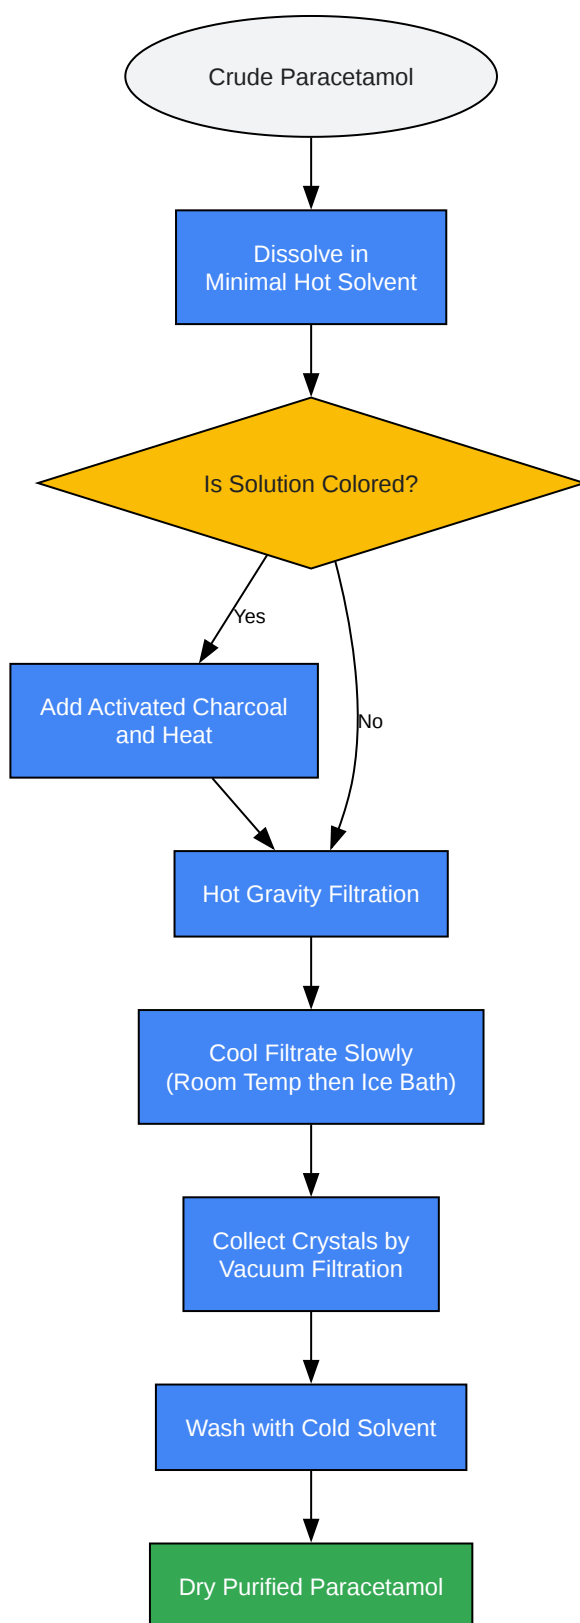 Crude Paracetamol
Dissolve in
Minimal Hot Solvent
Is Solution Colored?
Yes
Add Activated Charcoal
and Heat
No
Hot Gravity Filtration
Cool Filtrate Slowly
(Room Temp then Ice Bath)
Collect Crystals by
Vacuum Filtration
Wash with Cold Solvent
Dry Purified Paracetamol